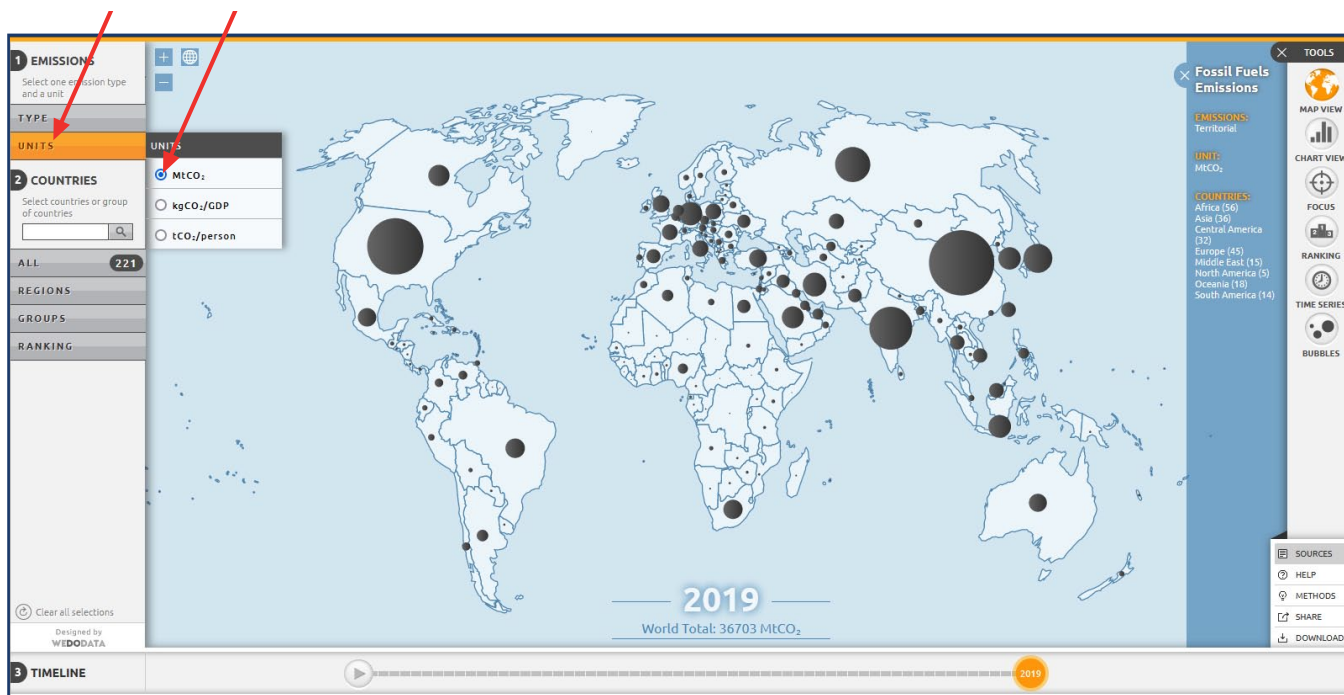 1 EMISSIONS
Select one emission type
and a unit
TYPE
UNITS
UNITS
MtCO₂
kgCO₂/GDP
tCO₂/person
2 COUNTRIES
Select countries or group
of countries
ALL 221
REGIONS
GROUPS
RANKING
Clear all selections
Designed by
WEDODATA
2019
World Total: 36703 MtCO₂
Fossil Fuels
Emissions
EMISSIONS:
Territorial
UNIT:
MtCO₂
COUNTRIES:
Africa (56)
Asia (36)
Central America
(32)
Europe (45)
Middle East (15)
North America (5)
Oceania (18)
South America (14)
TOOLS
MAP VIEW
CHART VIEW
FOCUS
RANKING
TIME SERIES
BUBBLES
SOURCES
HELP
METHODS
SHARE
DOWNLOAD
3 TIMELINE
2019